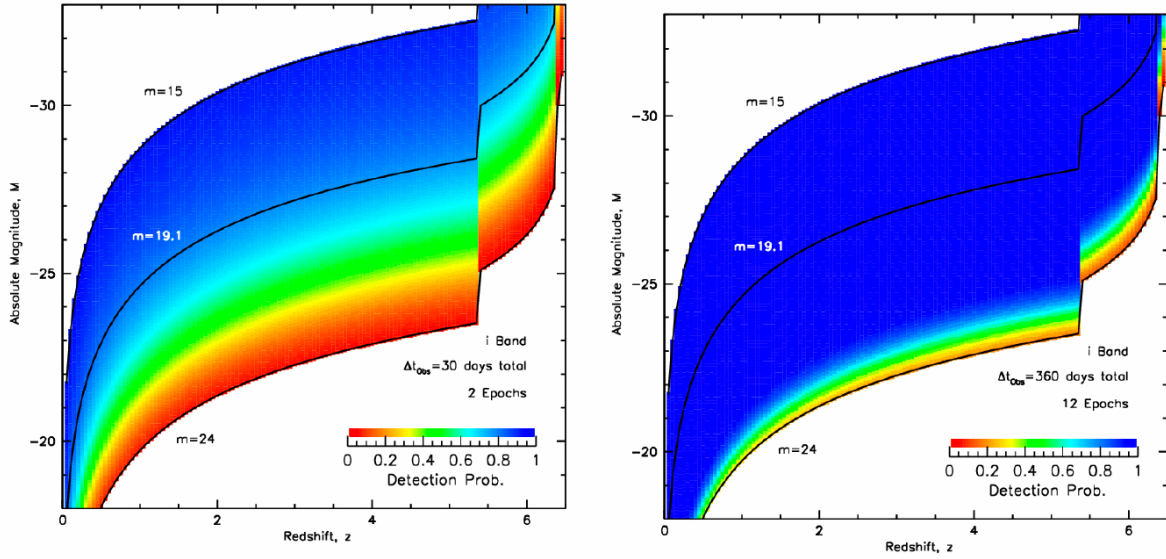 m=15
m=19.1
m=24
i Band
Δt_Obs=30 days total
2 Epochs
0 0.2 0.4 0.6 0.8 1
Detection Prob.
-30
-25
-20
Absolute Magnitude, M
0 2 4 6
Redshift, z
m=15
m=19.1
m=24
i Band
Δt_Obs=360 days total
12 Epochs
0 0.2 0.4 0.6 0.8 1
Detection Prob.
-30
-25
-20
Absolute Magnitude, M
0 2 4 6
Redshift, z